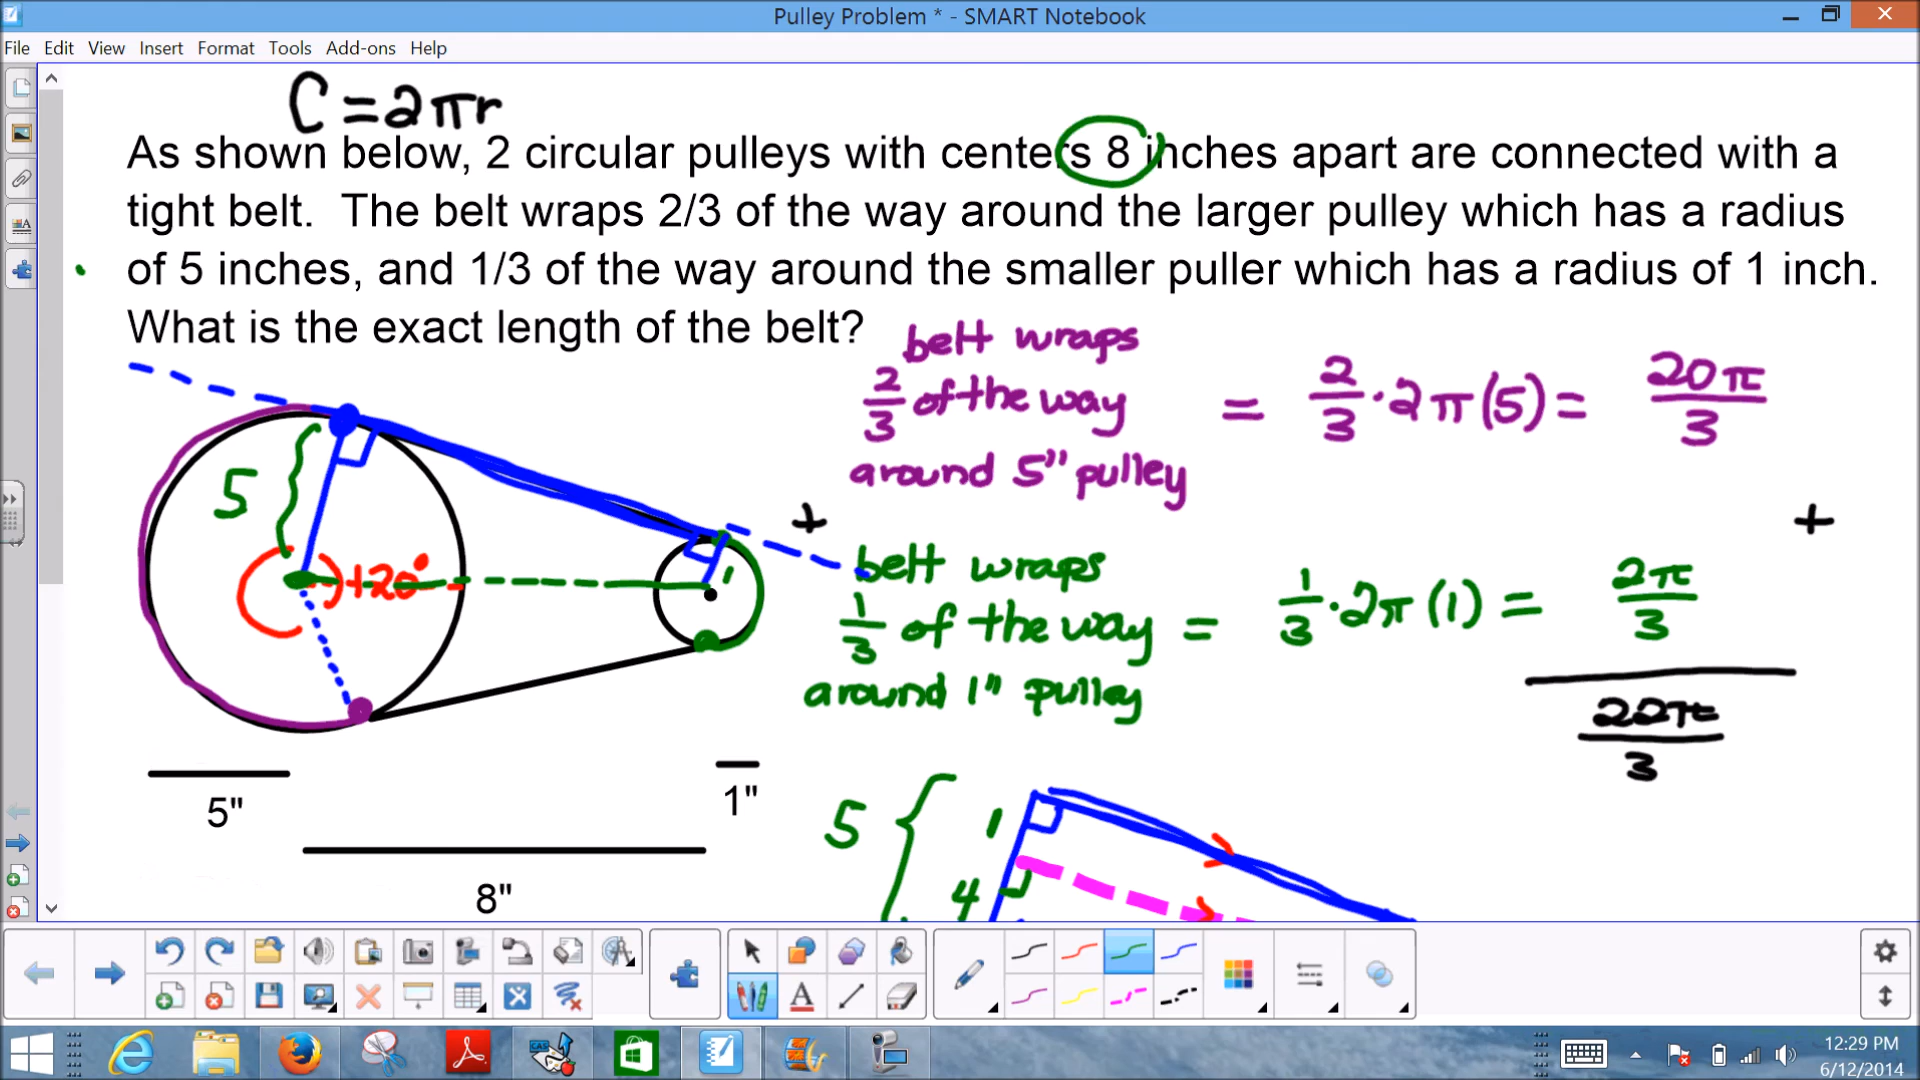 Pulley Problem * - SMART Notebook
File Edit View Insert Format Tools Add-ons Help
C = 2πr
As shown below, 2 circular pulleys with centers 8 inches apart are connected with a
tight belt. The belt wraps 2/3 of the way around the larger pulley which has a radius
of 5 inches, and 1/3 of the way around the smaller puller which has a radius of 1 inch.
What is the exact length of the belt?
belt wraps
2/3 of the way = 2/3 · 2π(5) = 20π/3
around 5" pulley
5
+ +
120°
1
belt wraps
1/3 of the way = 1/3 · 2π(1) = 2π/3
around 1" pulley
22π/3
5"
1"
8"
5
1
4
12:29 PM
6/12/2014